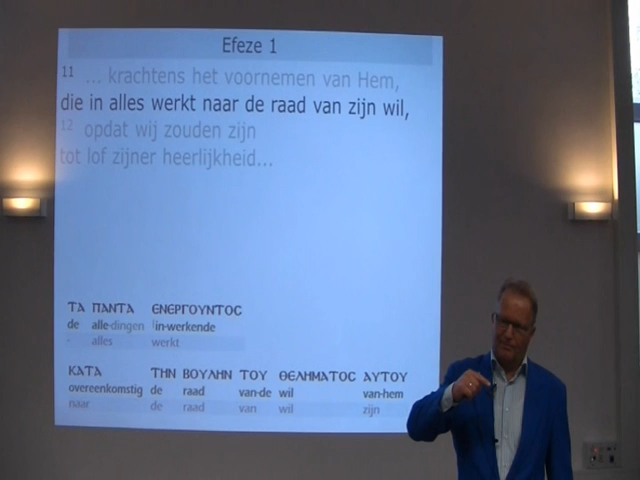 Efeze 1
11 ... krachtens het voornemen van Hem,
die in alles werkt naar de raad van zijn wil,
12 opdat wij zouden zijn
tot lof zijner heerlijkheid...
ΤΑ ΠΑΝΤΑ ЄΝЄΡΓΟΥΝΤΟϹ
de alle·dingen in·werkende
- alles werkt
ΚΑΤΑ ΤΗΝ ΒΟΥΛΗΝ ΤΟΥ ΘЄΛΗΜΑΤΟϹ ΑΥΤΟΥ
overeenkomstig de raad van·de wil van·hem
naar de raad van wil zijn